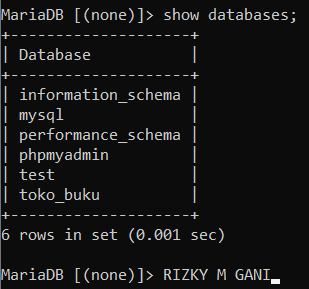 MariaDB [(none)]> show databases;
+--------------------+
| Database           |
+--------------------+
| information_schema |
| mysql              |
| performance_schema |
| phpmyadmin         |
| test               |
| toko_buku          |
+--------------------+
6 rows in set (0.001 sec)
MariaDB [(none)]> RIZKY M GANI